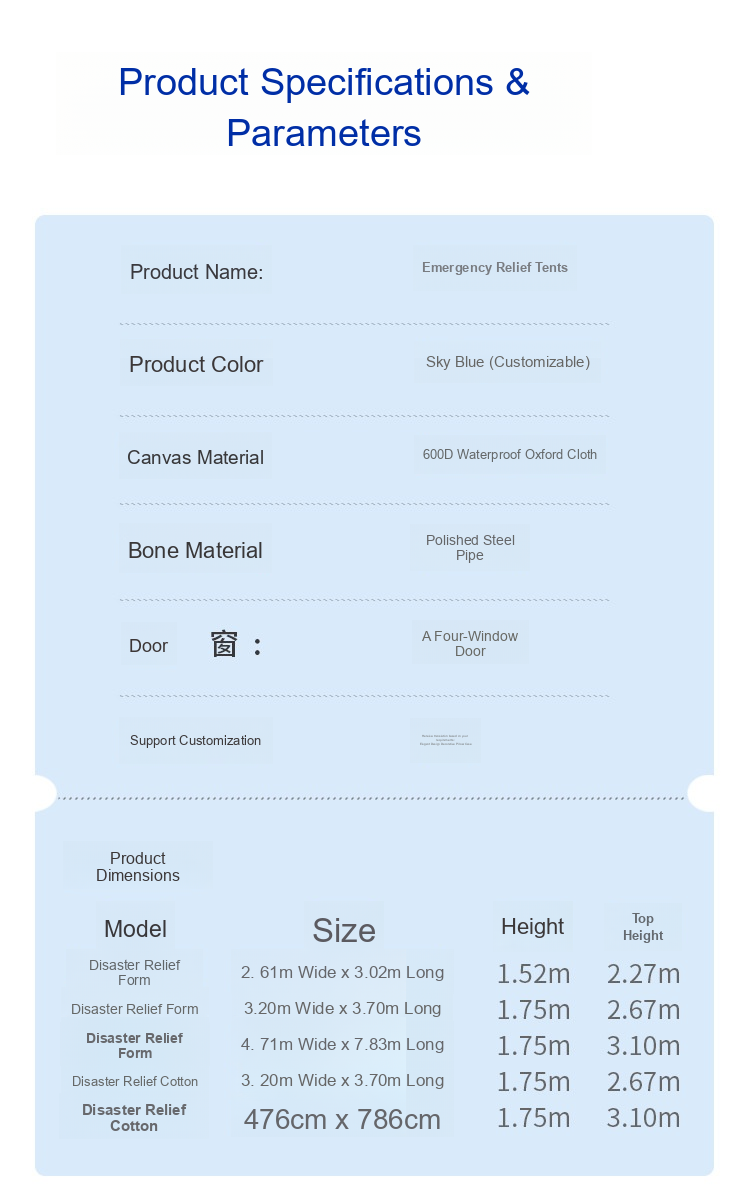 Product Specifications &
Parameters
Product Name:
Emergency Relief Tents
Product Color
Sky Blue (Customizable)
Canvas Material
600D Waterproof Oxford Cloth
Bone Material
Polished Steel
Pipe
Door 窗：
A Four-Window
Door
Support Customization
Product
Dimensions
Model Size Height Top
Height
Disaster Relief
Form
2. 61m Wide x 3.02m Long 1.52m 2.27m
Disaster Relief Form 3.20m Wide x 3.70m Long 1.75m 2.67m
Disaster Relief
Form
4. 71m Wide x 7.83m Long 1.75m 3.10m
Disaster Relief Cotton 3. 20m Wide x 3.70m Long 1.75m 2.67m
Disaster Relief
Cotton
476cm x 786cm 1.75m 3.10m